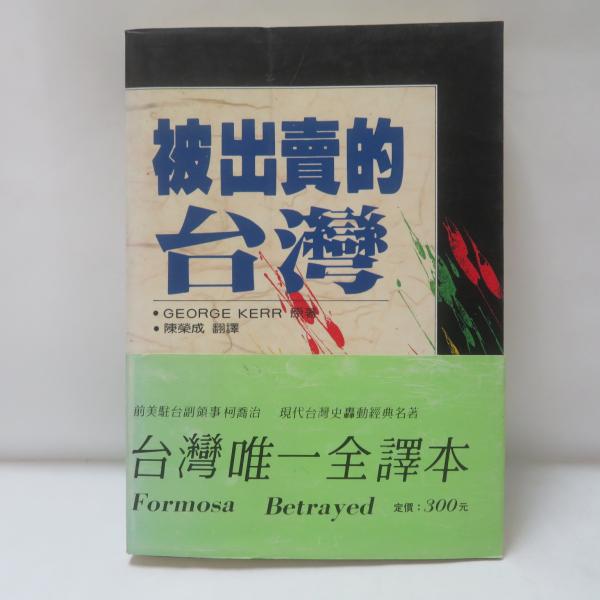 被出賣的
台灣
• GEORGE KERR 原著
• 陳榮成 翻譯
前美駐台副領事柯喬治 現代台灣史轟動經典名著
台灣唯一全譯本
Formosa Betrayed 定價：300元